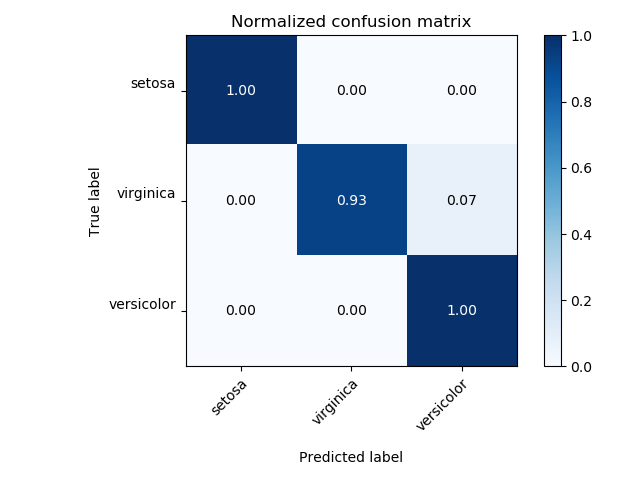 Normalized confusion matrix
setosa 1.00 0.00 0.00
virginica 0.00 0.93 0.07
versicolor 0.00 0.00 1.00
True label
setosa virginica versicolor
Predicted label
1.0
0.8
0.6
0.4
0.2
0.0